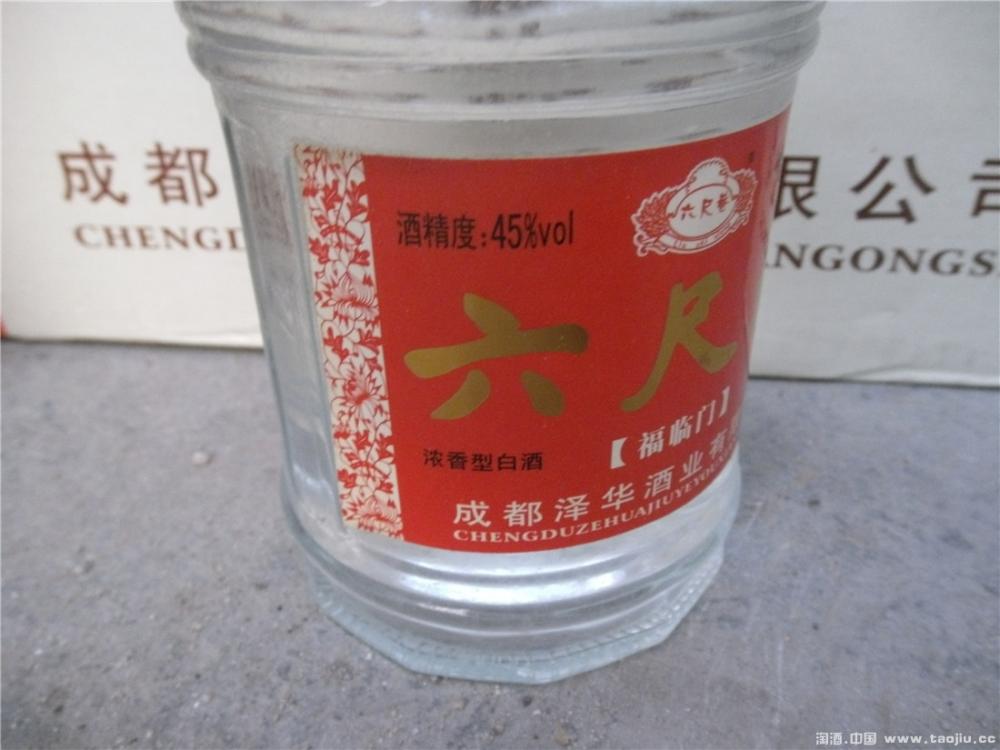 成都
限公司
CHENGD
NGONGS
酒精度:45%vol
六尺巷
六尺
【福临门】
浓香型白酒
成都泽华酒业有
CHENGDUZEHUAJIUYEYOU
淘酒.中国 www.taojiu.cc